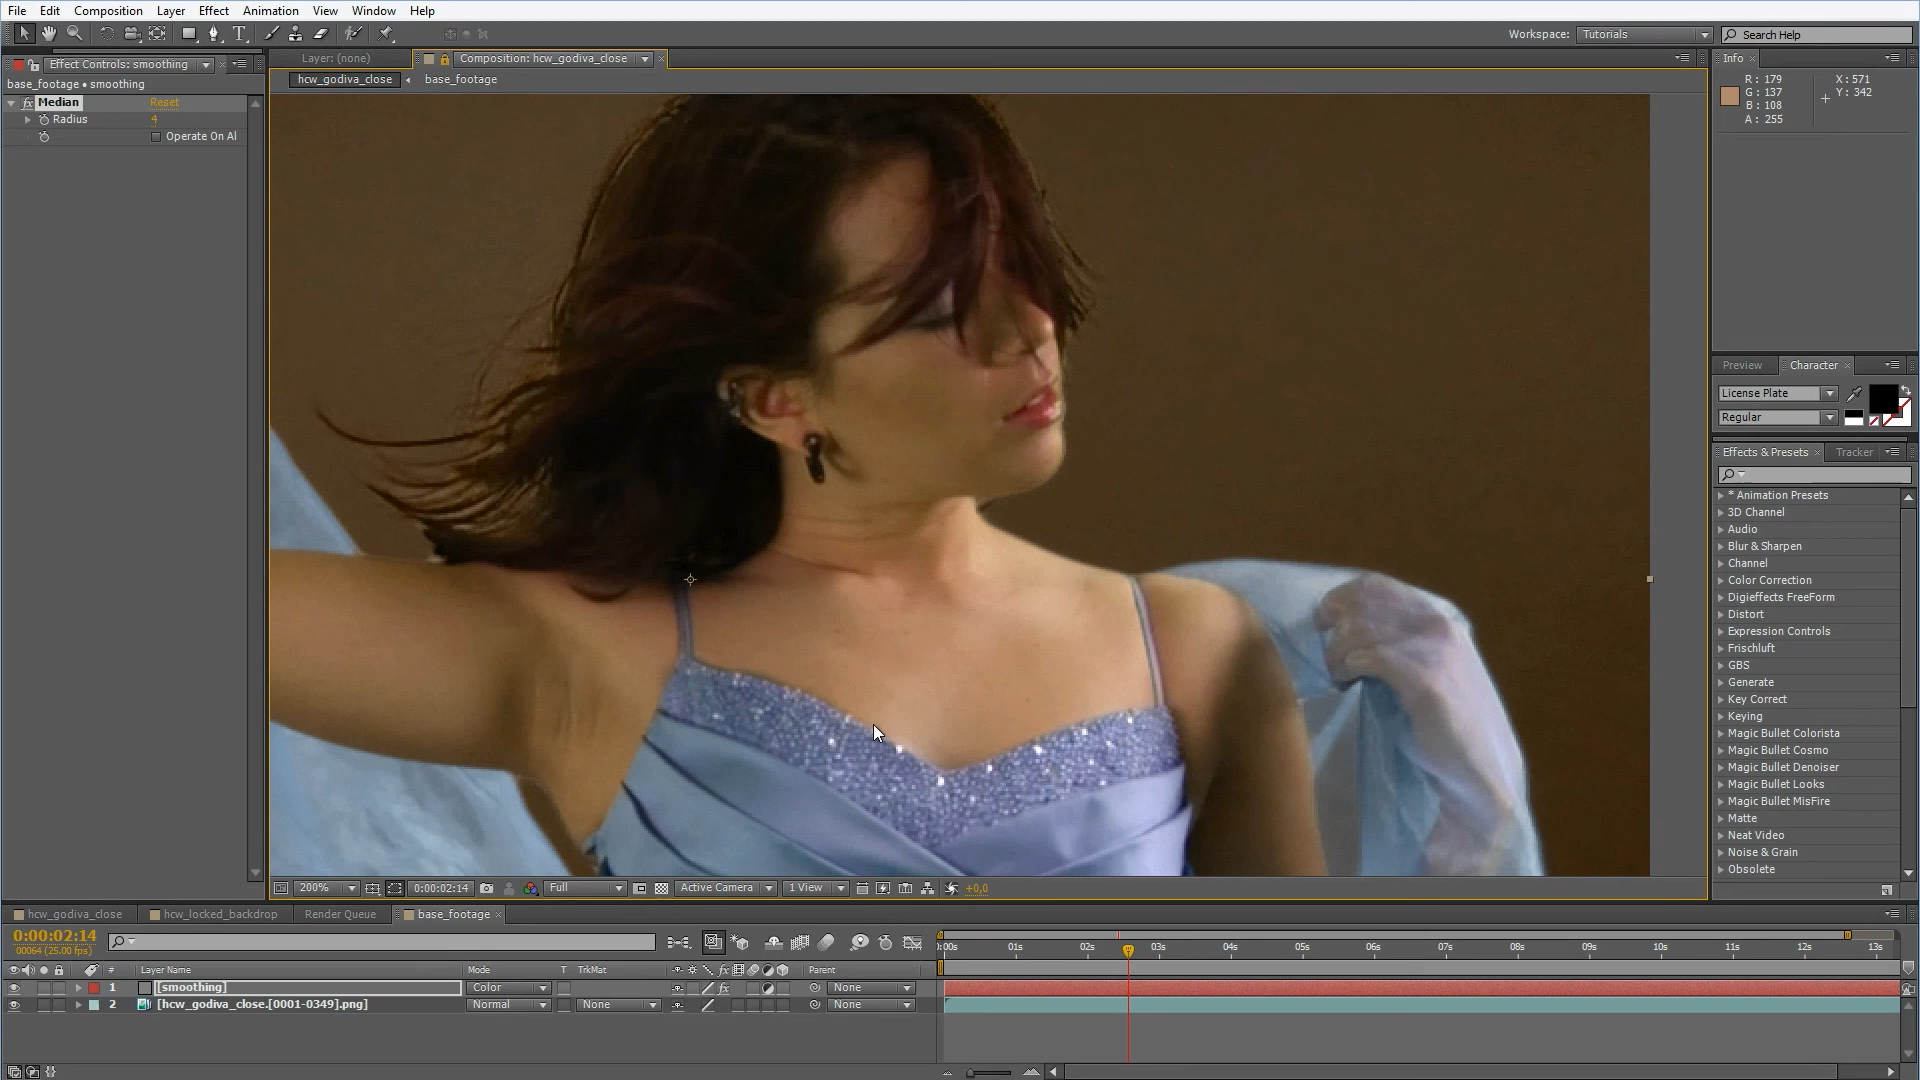 File Edit Composition Layer Effect Animation View Window Help
Workspace: Tutorials Search Help
Effect Controls: smoothing
base_footage • smoothing
fx Median Reset
Radius 4
Operate On Al
Layer: (none)
Composition: hcw_godiva_close
hcw_godiva_close base_footage
Info
R : 179
G : 137
B : 108
A : 255
X : 571
Y : 342
Preview Character
License Plate
Regular
Effects & Presets Tracker
* Animation Presets
3D Channel
Audio
Blur & Sharpen
Channel
Color Correction
Digieffects FreeForm
Distort
Expression Controls
Frischluft
GBS
Generate
Key Correct
Keying
Magic Bullet Colorista
Magic Bullet Cosmo
Magic Bullet Denoiser
Magic Bullet Looks
Magic Bullet MisFire
Matte
Neat Video
Noise & Grain
Obsolete
200% 0:00:02:14 Full Active Camera 1 View +0,0
hcw_godiva_close hcw_locked_backdrop Render Queue base_footage
0:00:02:14
00064 (25.00 fps)
0:00s 01s 02s 03s 04s 05s 06s 07s 08s 09s 10s 11s 12s 13s
# Layer Name Mode T TrkMat fx Parent
1 [smoothing] Color fx None
2 [hcw_godiva_close.[0001-0349].png] Normal None None